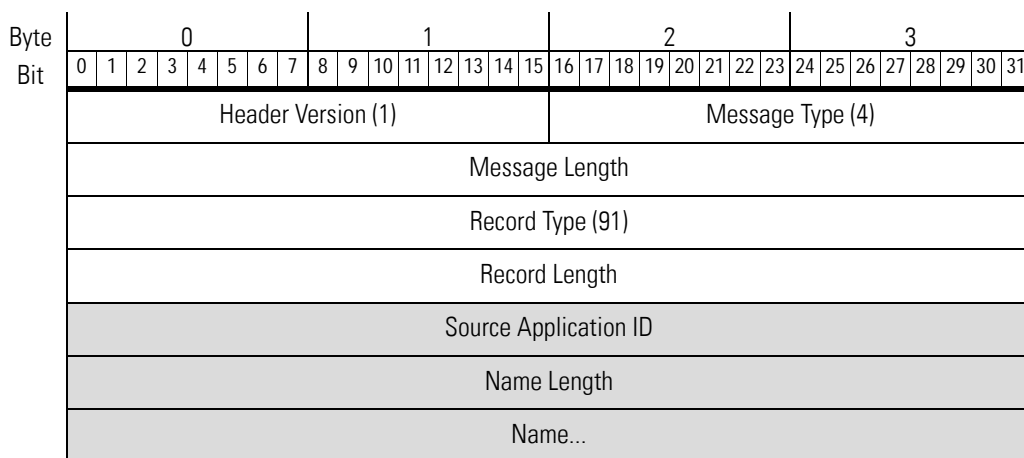 Byte 0 1 2 3
Bit 0 1 2 3 4 5 6 7 8 9 10 11 12 13 14 15 16 17 18 19 20 21 22 23 24 25 26 27 28 29 30 31
Header Version (1) Message Type (4)
Message Length
Record Type (91)
Record Length
Source Application ID
Name Length
Name...